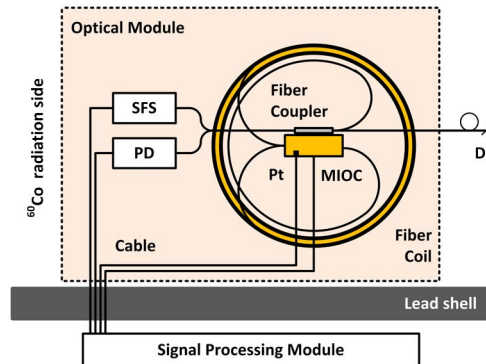 Optical Module
SFS
PD
Fiber
Coupler
D
Pt
MIOC
⁶⁰Co radiation side
Cable
Fiber
Coil
Lead shell
Signal Processing Module